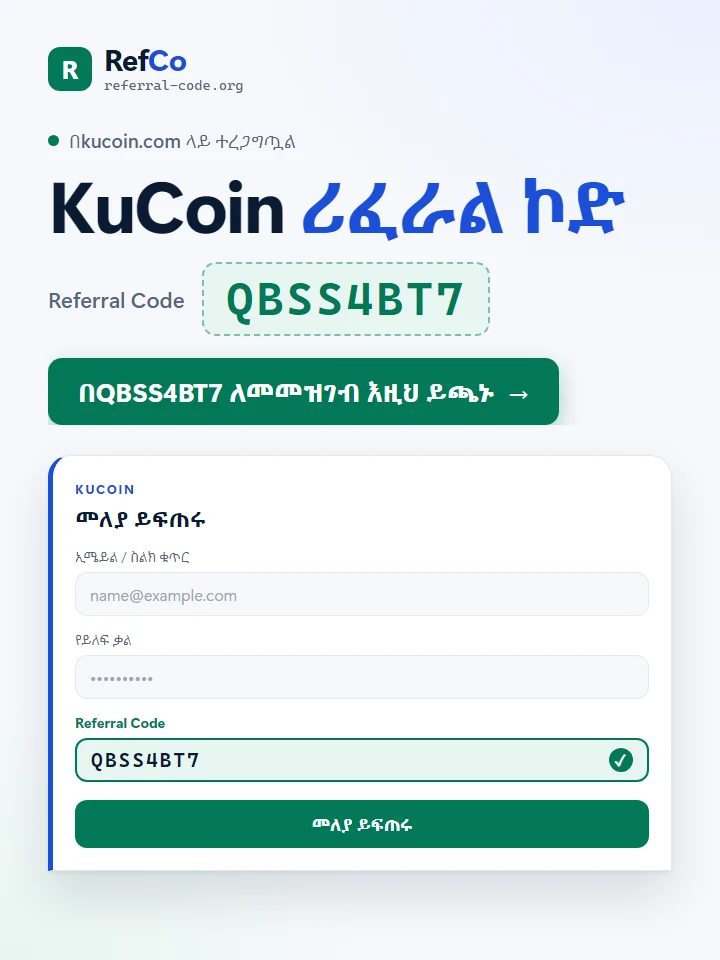 R
RefCo
referral-code.org
በkucoin.com ላይ ተረጋግጧል
KuCoin ሪፈራል ኮድ
Referral Code QBSS4BT7
በQBSS4BT7 ለመመዝገብ እዚህ ይጫኑ →
KUCOIN
መለያ ይፍጠሩ
ኢሜይል / ስልክ ቁጥር
name@example.com
የይለፍ ቃል
••••••••••
Referral Code
QBSS4BT7
መለያ ይፍጠሩ